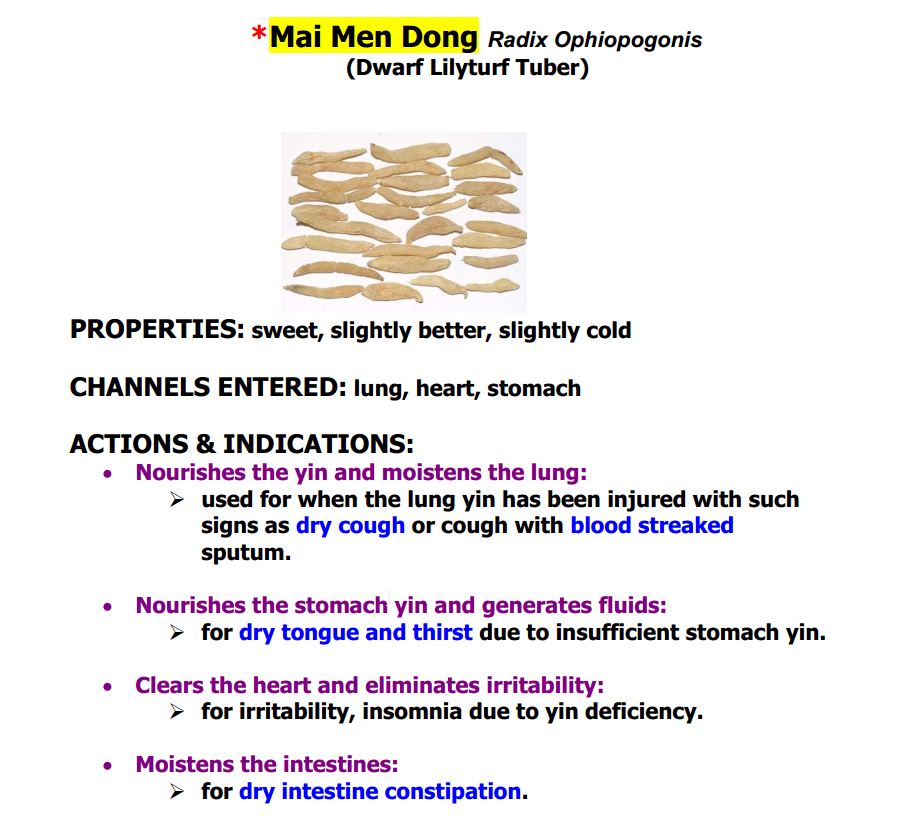 *Mai Men Dong Radix Ophiopogonis
(Dwarf Lilyturf Tuber)
PROPERTIES: sweet, slightly better, slightly cold
CHANNELS ENTERED: lung, heart, stomach
ACTIONS & INDICATIONS:
• Nourishes the yin and moistens the lung:
➢ used for when the lung yin has been injured with such
signs as dry cough or cough with blood streaked
sputum.
• Nourishes the stomach yin and generates fluids:
➢ for dry tongue and thirst due to insufficient stomach yin.
• Clears the heart and eliminates irritability:
➢ for irritability, insomnia due to yin deficiency.
• Moistens the intestines:
➢ for dry intestine constipation.